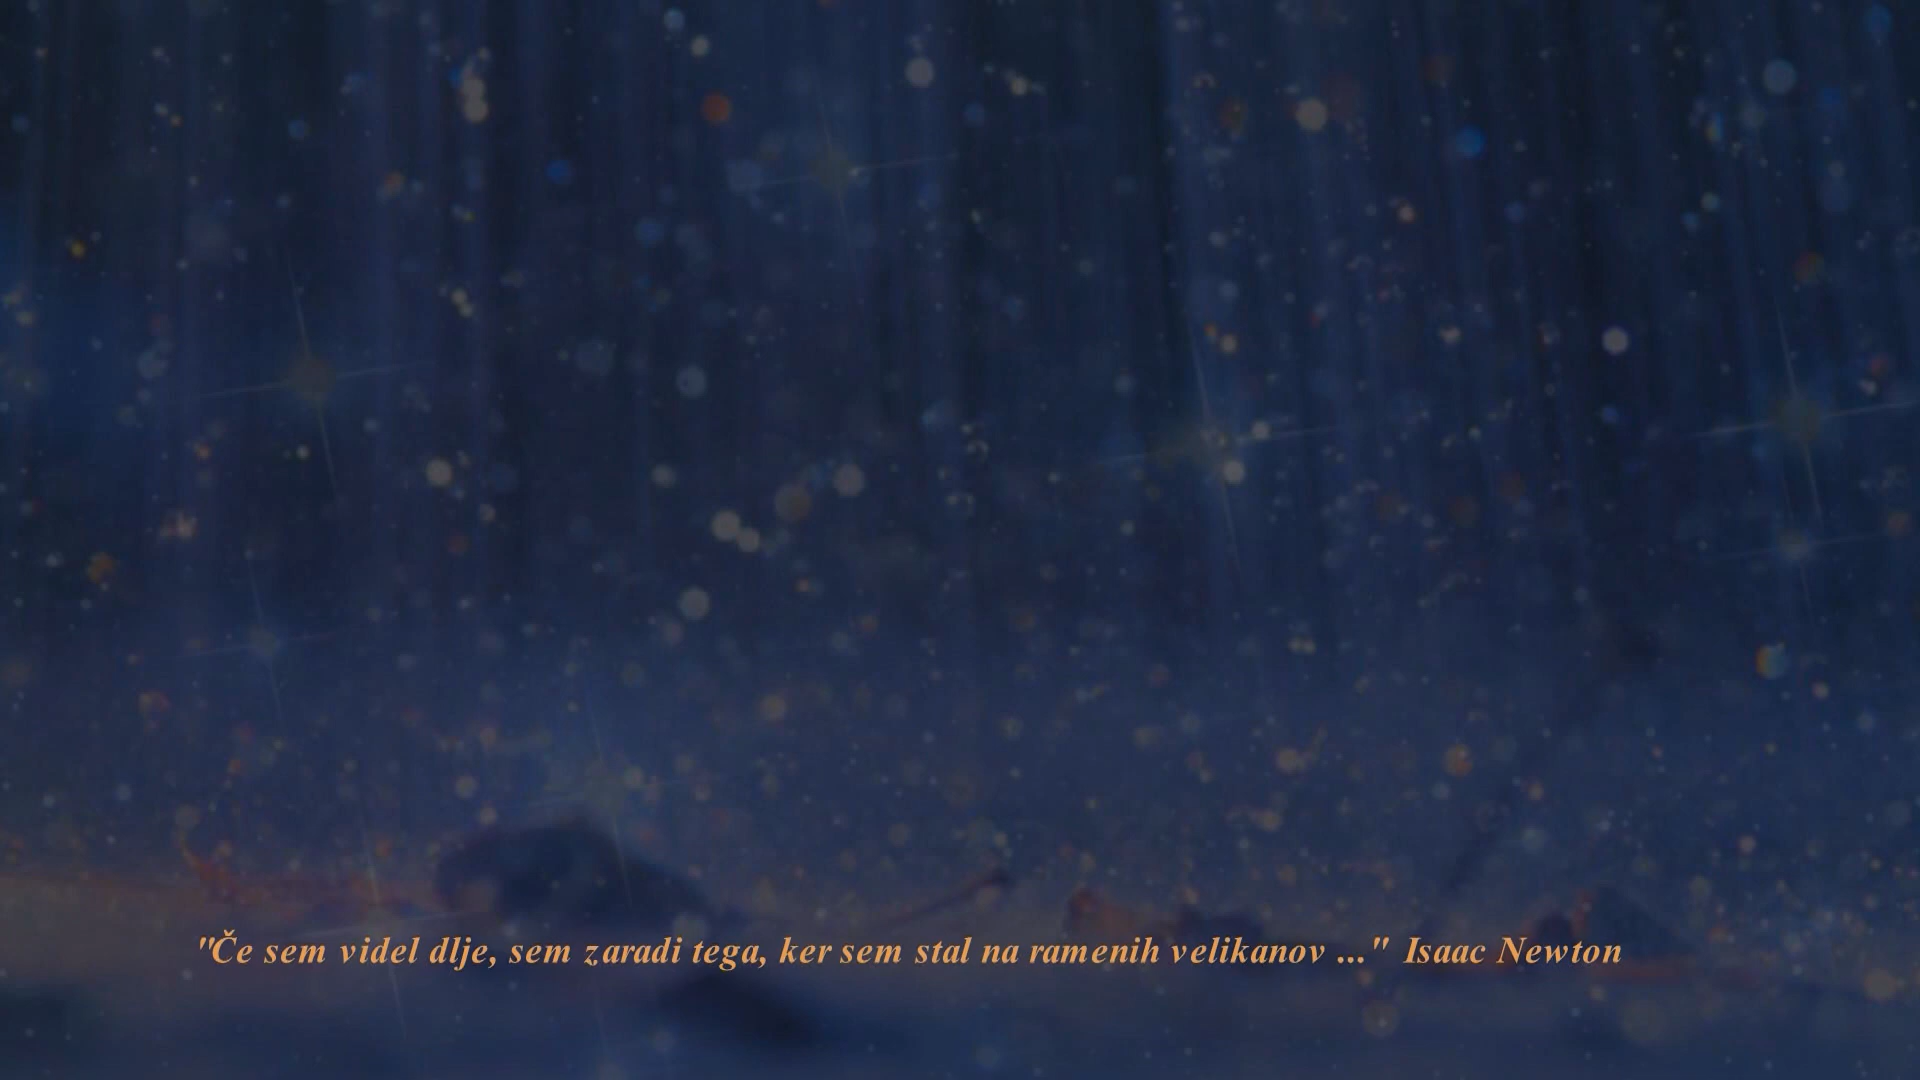 "Če sem videl dlje, sem zaradi tega, ker sem stal na ramenih velikanov ..." Isaac Newton